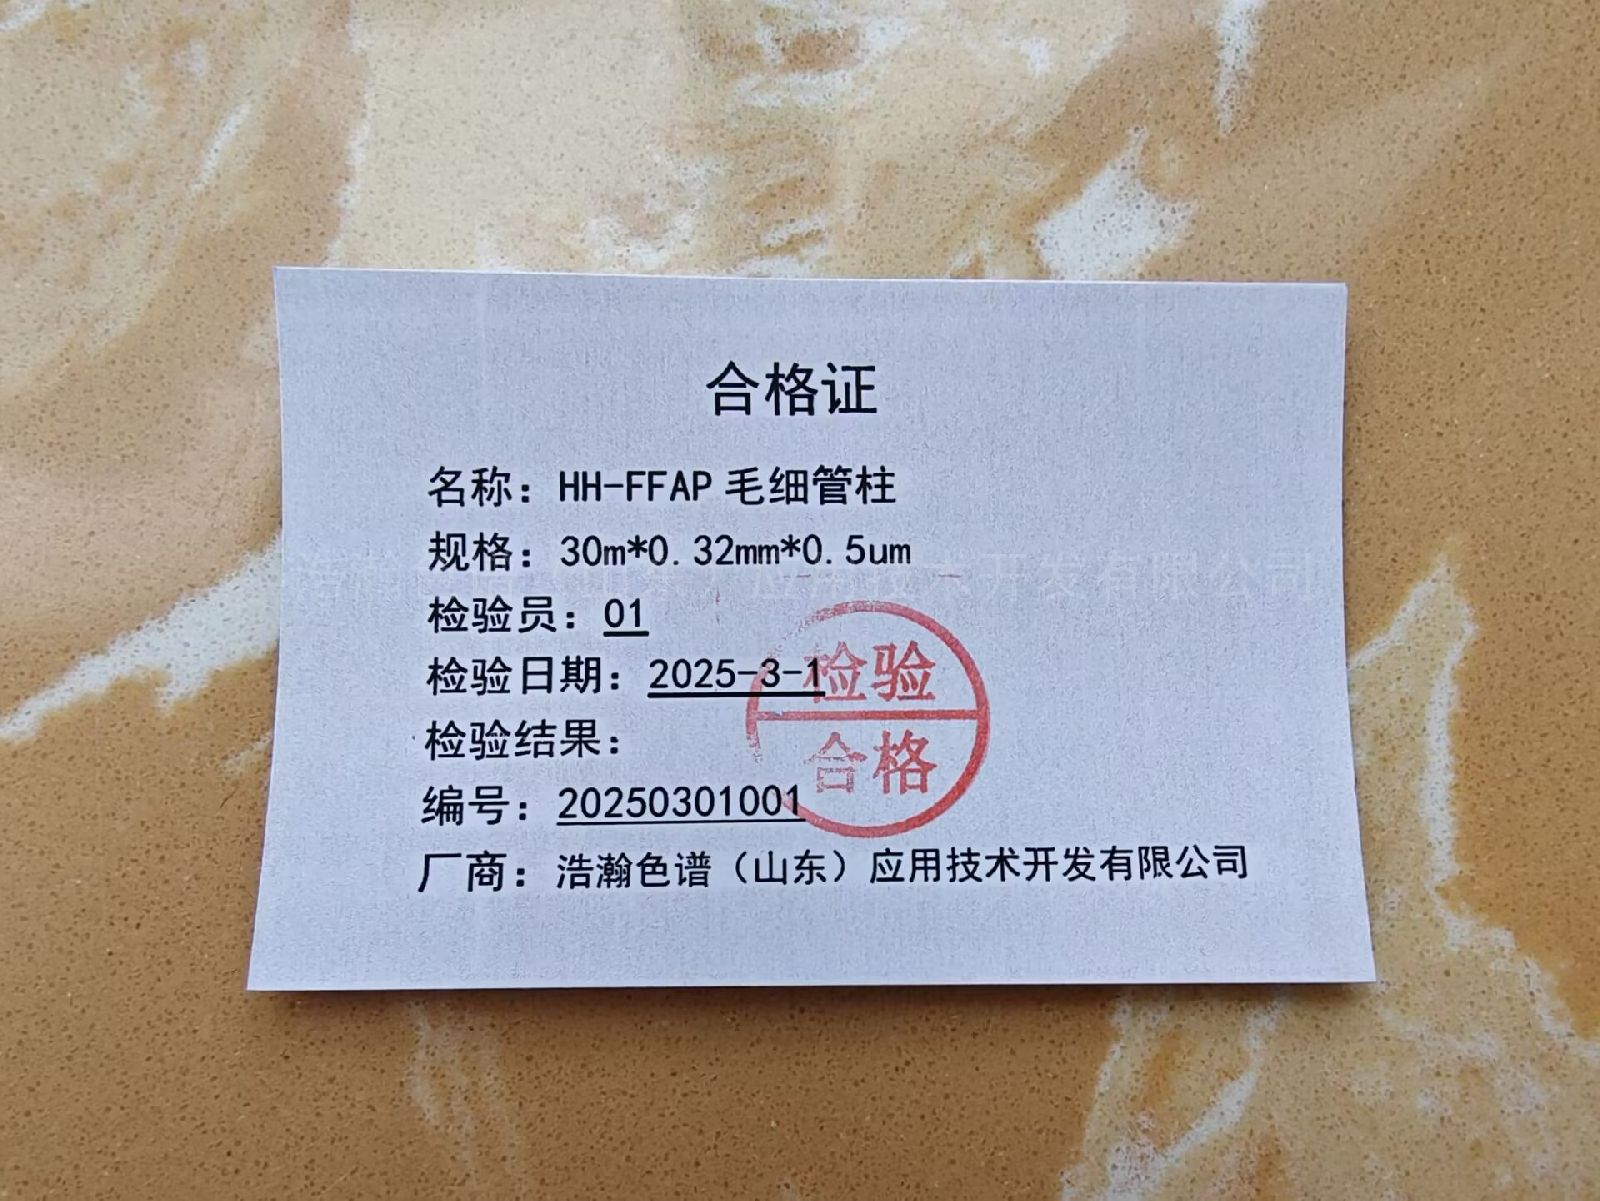 合格证
名称：HH-FFAP 毛细管柱
规格：30m*0.32mm*0.5um
检验员：01
检验日期：2025-3-1
检验结果：
检验
合格
编号：20250301001
厂商：浩瀚色谱（山东）应用技术开发有限公司